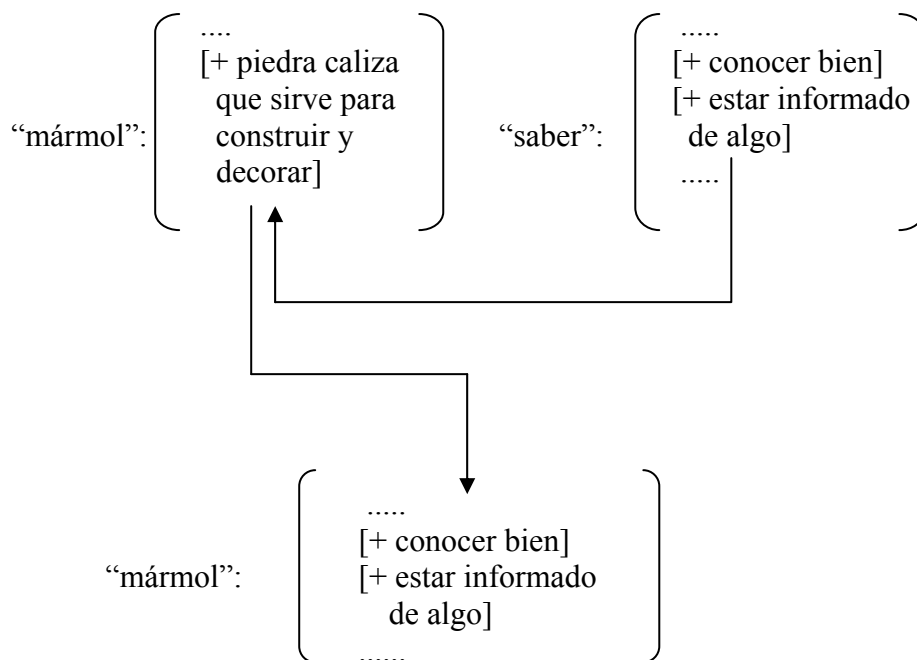 “mármol”:
....
[+ piedra caliza
que sirve para
construir y
decorar]
“saber”:
.....
[+ conocer bien]
[+ estar informado
de algo]
.....
“mármol”:
.....
[+ conocer bien]
[+ estar informado
de algo]
......